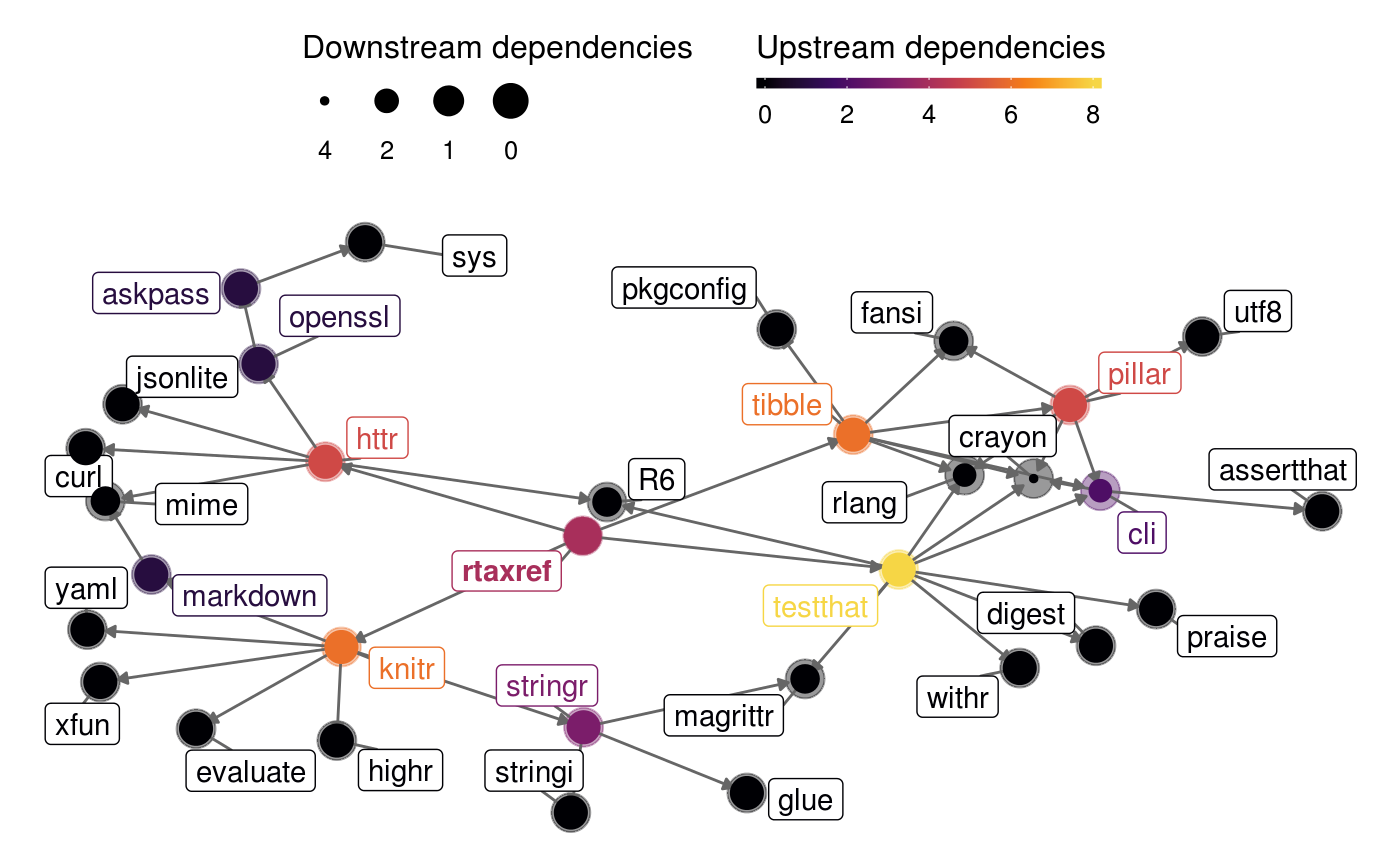 Downstream dependencies
4 2 1 0
Upstream dependencies
0 2 4 6 8
sys
askpass
openssl
jsonlite
httr
curl
mime
yaml
markdown
xfun
knitr
evaluate
highr
rtaxref
R6
stringr
stringi
magrittr
glue
pkgconfig
fansi
utf8
tibble
pillar
crayon
rlang
assertthat
cli
testthat
digest
praise
withr